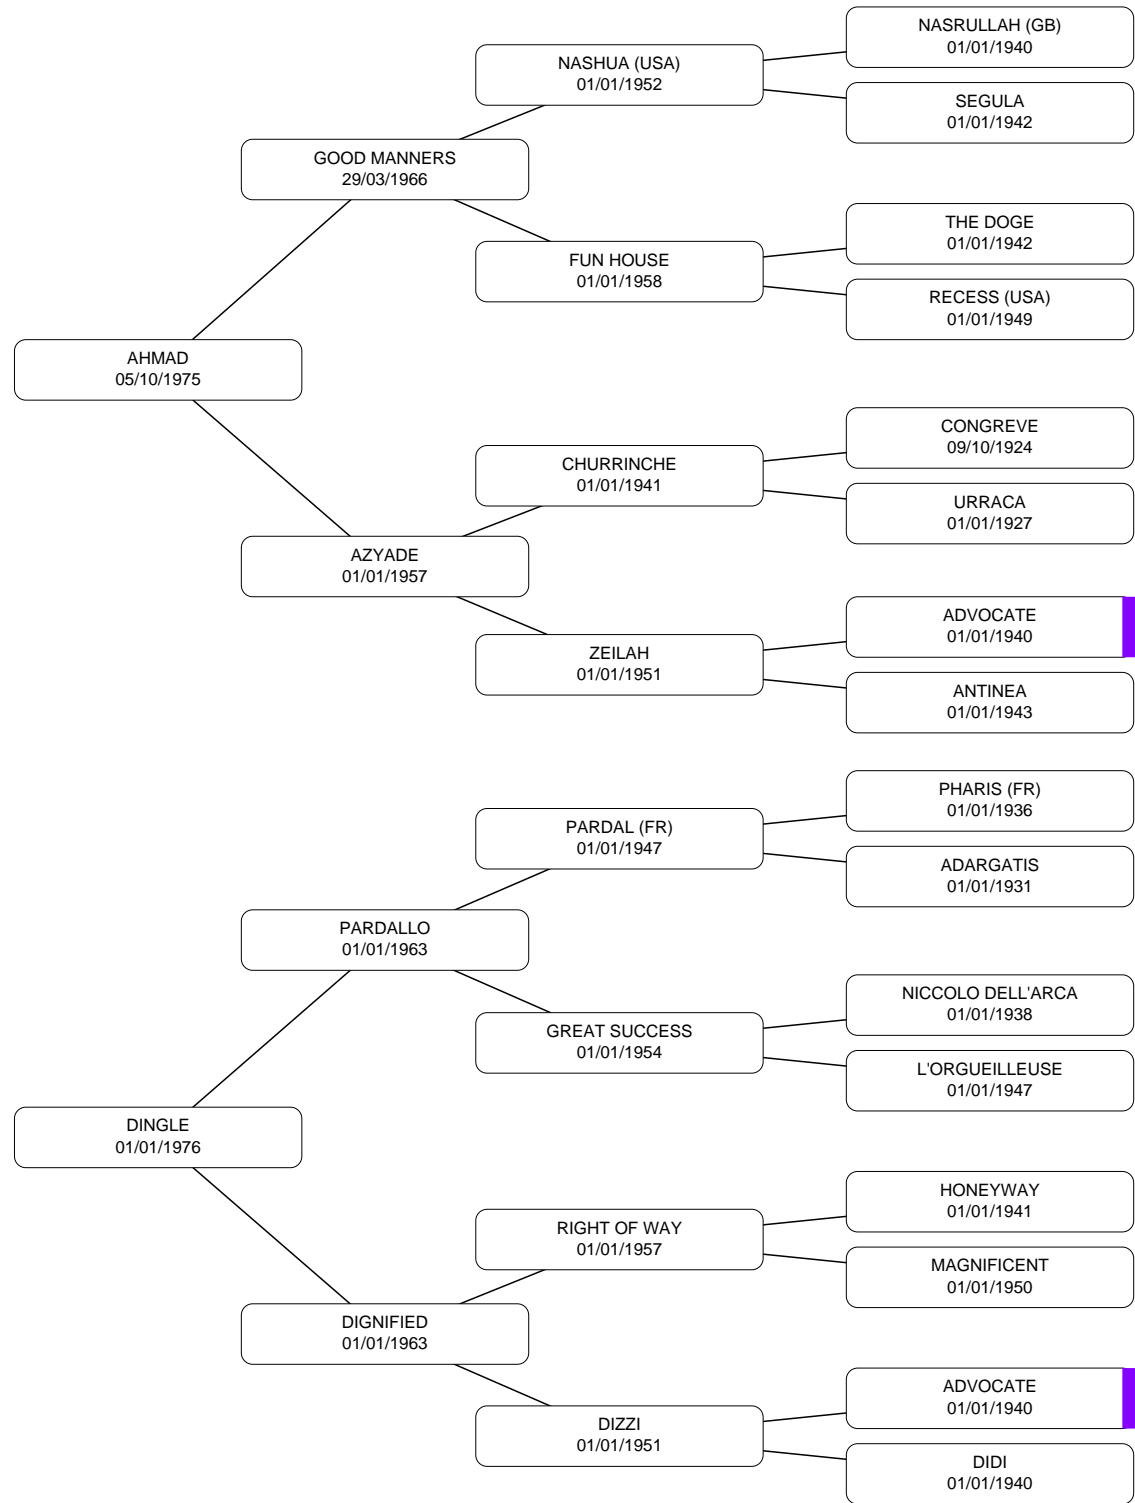 NASRULLAH (GB)
01/01/1940
NASHUA (USA)
01/01/1952
SEGULA
01/01/1942
GOOD MANNERS
29/03/1966
THE DOGE
01/01/1942
FUN HOUSE
01/01/1958
RECESS (USA)
01/01/1949
AHMAD
05/10/1975
CONGREVE
09/10/1924
CHURRINCHE
01/01/1941
URRACA
01/01/1927
AZYADE
01/01/1957
ADVOCATE
01/01/1940
ZEILAH
01/01/1951
ANTINEA
01/01/1943
PHARIS (FR)
01/01/1936
PARDAL (FR)
01/01/1947
ADARGATIS
01/01/1931
PARDALLO
01/01/1963
NICCOLO DELL'ARCA
01/01/1938
GREAT SUCCESS
01/01/1954
L'ORGUEILLEUSE
01/01/1947
DINGLE
01/01/1976
HONEYWAY
01/01/1941
RIGHT OF WAY
01/01/1957
MAGNIFICENT
01/01/1950
DIGNIFIED
01/01/1963
ADVOCATE
01/01/1940
DIZZI
01/01/1951
DIDI
01/01/1940